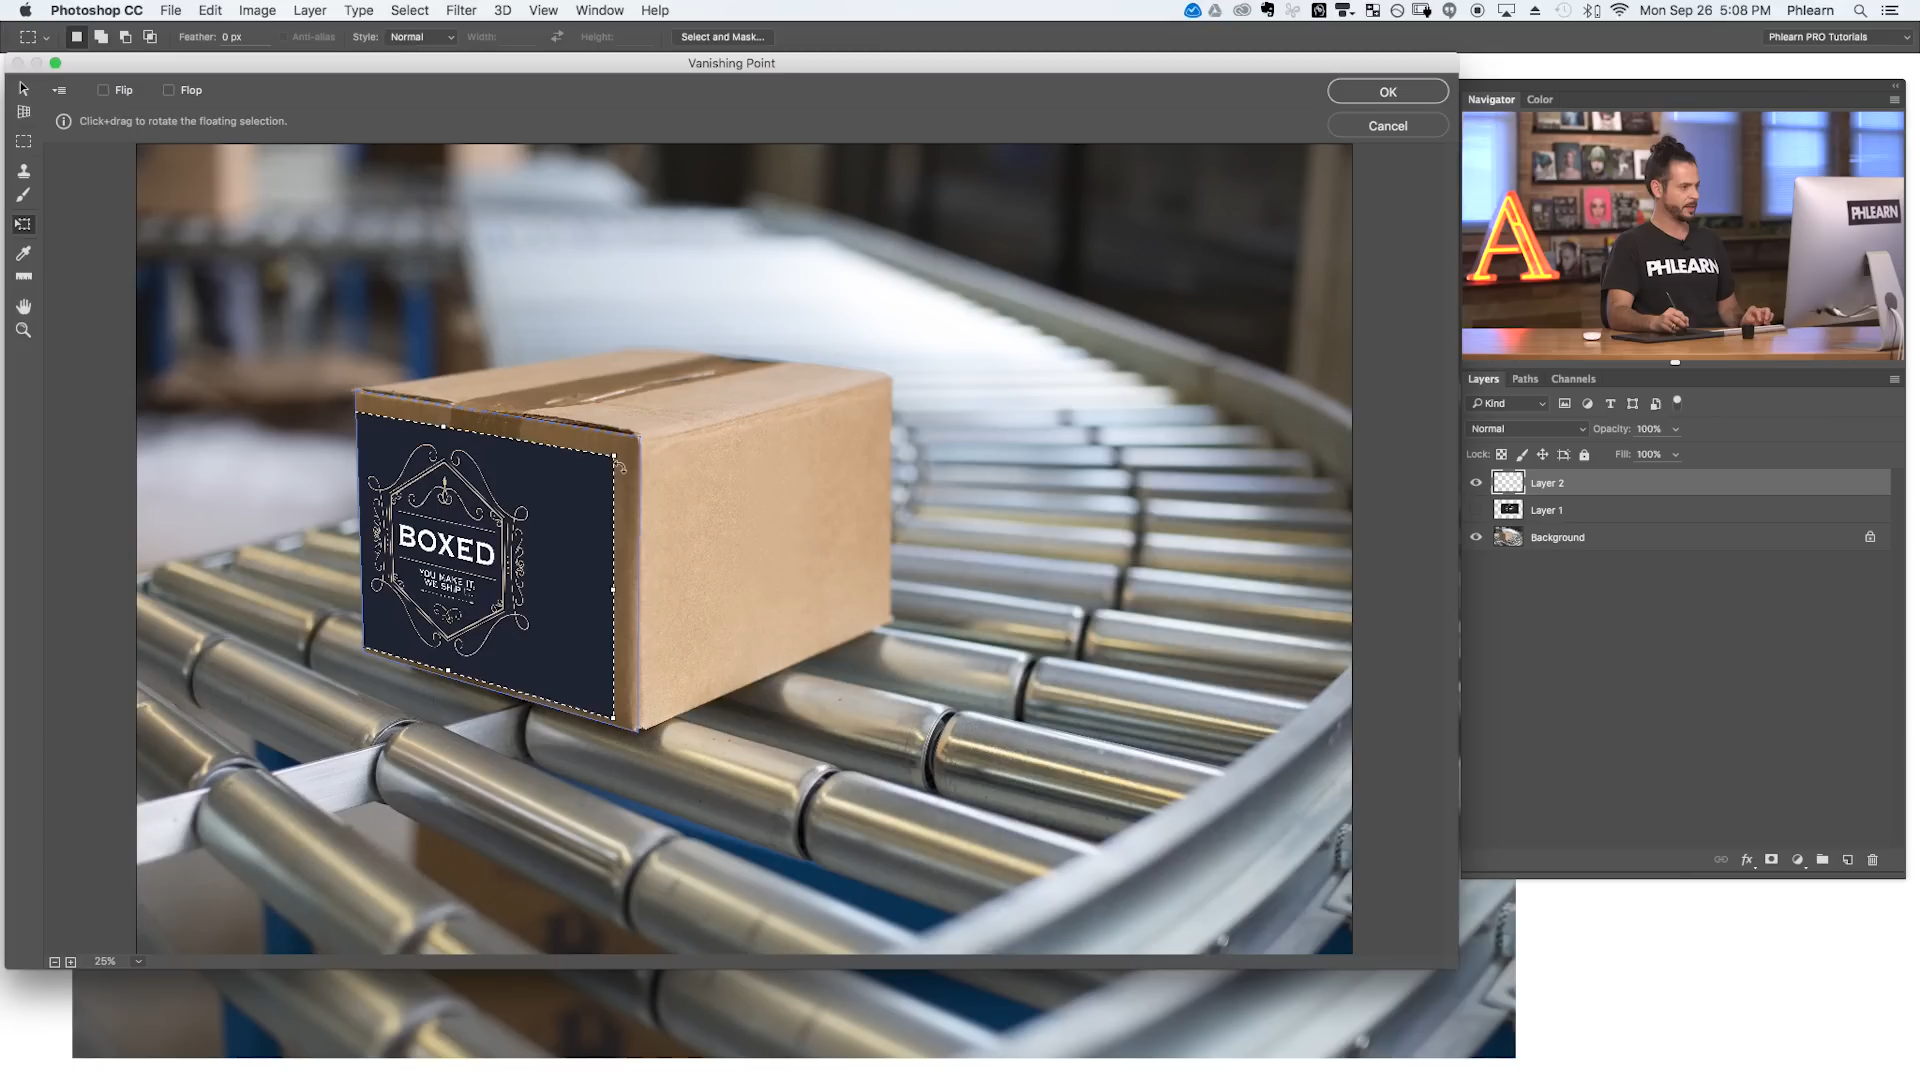 Photoshop CC File Edit Image Layer Type Select Filter 3D View Window Help Mon Sep 26 5:08 PM Phlearn
Feather: 0 px Anti-alias Style: Normal Width: Height: Select and Mask... Phlearn PRO Tutorials
Vanishing Point
Flip Flop
OK
Click+drag to rotate the floating selection.
Cancel
Navigator Color
PHLEARN
PHLEARN
A
Layers Paths Channels
Kind
Normal Opacity: 100%
Lock: Fill: 100%
Layer 2
Layer 1
Background
BOXED
YOU MAKE IT,
WE SHIP
25%